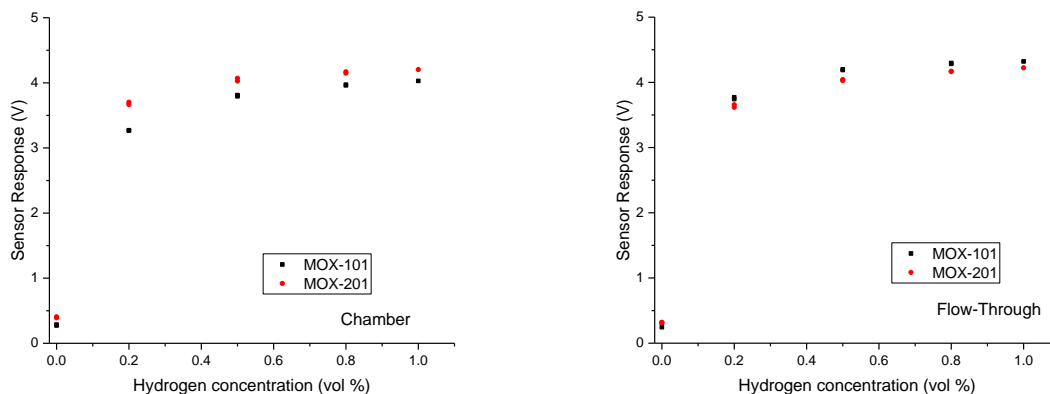 5
4
3
2
1
0
Sensor Response (V)
MOX-101
MOX-201
Chamber
0.0 0.2 0.4 0.6 0.8 1.0
Hydrogen concentration (vol %)
5
4
3
2
1
0
Sensor Response (V)
MOX-101
MOX-201
Flow-Through
0.0 0.2 0.4 0.6 0.8 1.0
Hydrogen concentration (vol %)